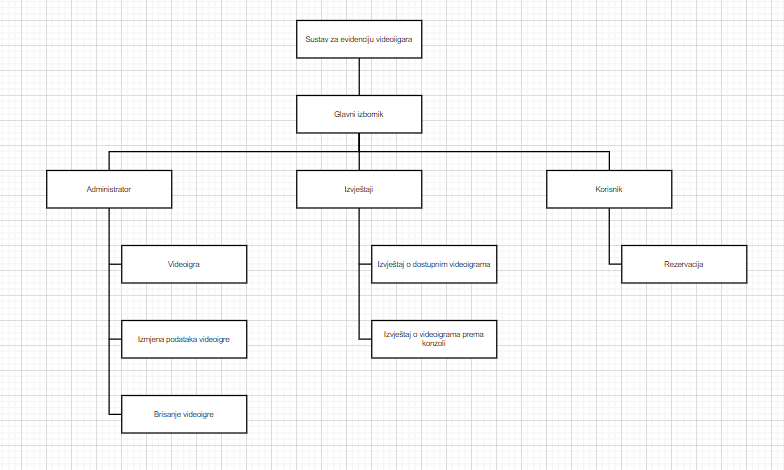 Sustav za evidenciju videoiigara
Glavni izbornik
Administrator
Izvještaji
Korisnik
Videoigra
Izvještaj o dostupnim videoigrama
Rezervacija
Izmjena podataka videoigre
Izvještaj o videoigrama prema
konzoli
Brisanje videoigre